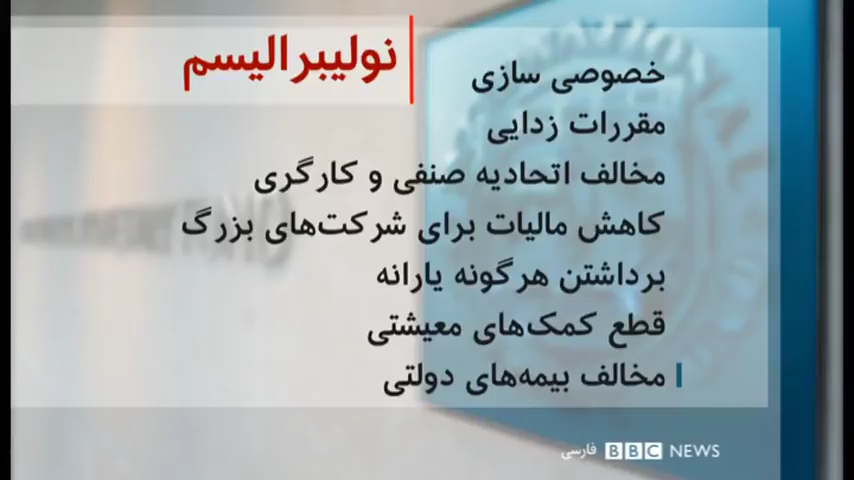 نولیبرالیسم
خصوصی سازی
مقررات زدایی
مخالف اتحادیه صنفی و کارگری
کاهش مالیات برای شرکت‌های بزرگ
برداشتن هرگونه یارانه
قطع کمک‌های معیشتی
مخالف بیمه‌های دولتی
BBC NEWS فارسی